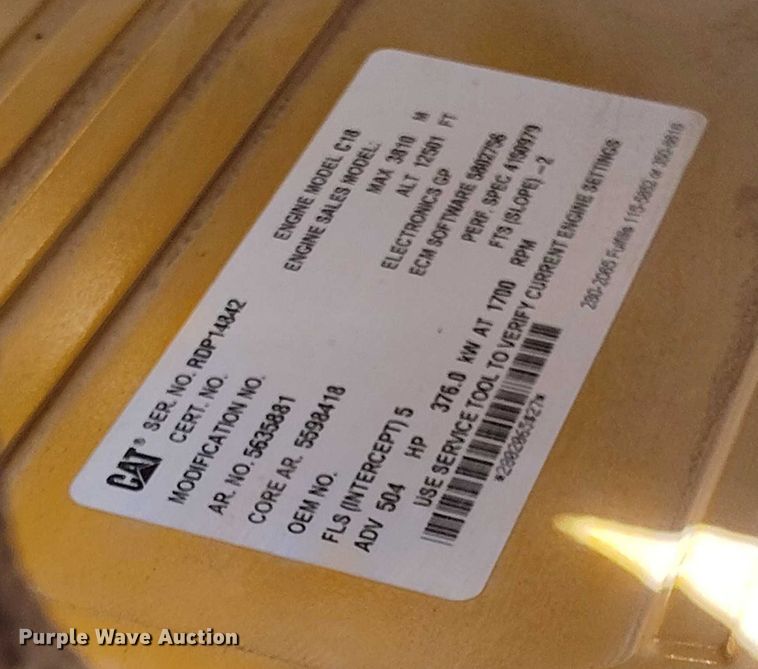 CAT® SER. NO. RDP14842 ENGINE MODEL C18
CERT. NO. ENGINE SALES MODEL:
MODIFICATION NO. MAX 3810 M
AR. NO. 5635881 ALT 12501 FT
CORE AR. 5598418 ELECTRONICS GP
OEM NO. ECM SOFTWARE
FLS (INTERCEPT) 5 PERF. SPEC
ADV 504 HP 376.0 kW AT 1700 RPM FTS (SLOPE) -2
USE SERVICE TOOL TO VERIFY CURRENT ENGINE SETTINGS
280-2085
Purple Wave Auction